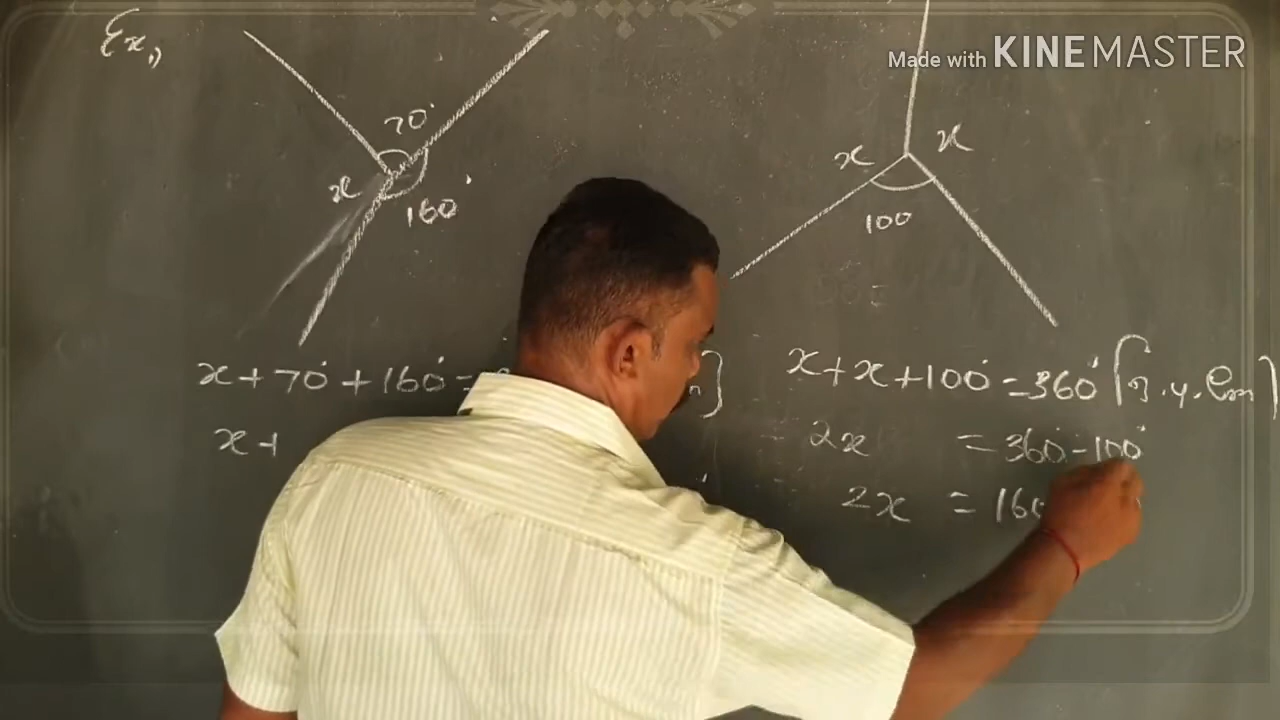 Ex,,
Made with KINEMASTER
70°
x
160°
x
x
100
x+70°+160°=
x+
x+x+100°=360°
2x =360°-100°
2x = 16